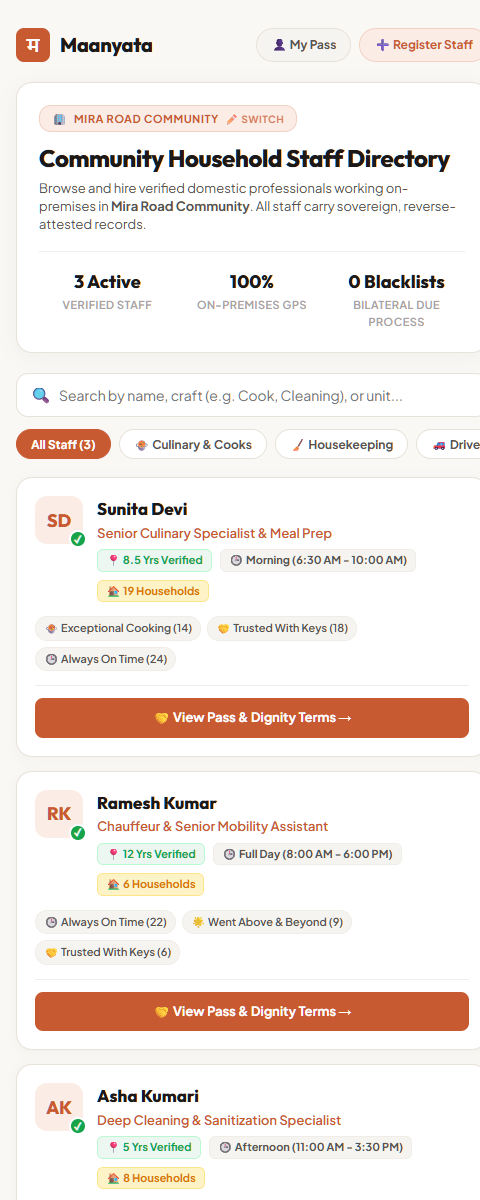 म Maanyata
My Pass
Register Staff
MIRA ROAD COMMUNITY SWITCH
Community Household Staff Directory
Browse and hire verified domestic professionals working on-
premises in Mira Road Community. All staff carry sovereign, reverse-
attested records.
3 Active 100% 0 Blacklists
VERIFIED STAFF ON-PREMISES GPS BILATERAL DUE
PROCESS
Search by name, craft (e.g. Cook, Cleaning), or unit...
All Staff (3) Culinary & Cooks Housekeeping Drive
SD
Sunita Devi
Senior Culinary Specialist & Meal Prep
8.5 Yrs Verified Morning (6:30 AM - 10:00 AM)
19 Households
Exceptional Cooking (14) Trusted With Keys (18)
Always On Time (24)
View Pass & Dignity Terms →
RK
Ramesh Kumar
Chauffeur & Senior Mobility Assistant
12 Yrs Verified Full Day (8:00 AM - 6:00 PM)
6 Households
Always On Time (22) Went Above & Beyond (9)
Trusted With Keys (6)
View Pass & Dignity Terms →
AK
Asha Kumari
Deep Cleaning & Sanitization Specialist
5 Yrs Verified Afternoon (11:00 AM - 3:30 PM)
8 Households